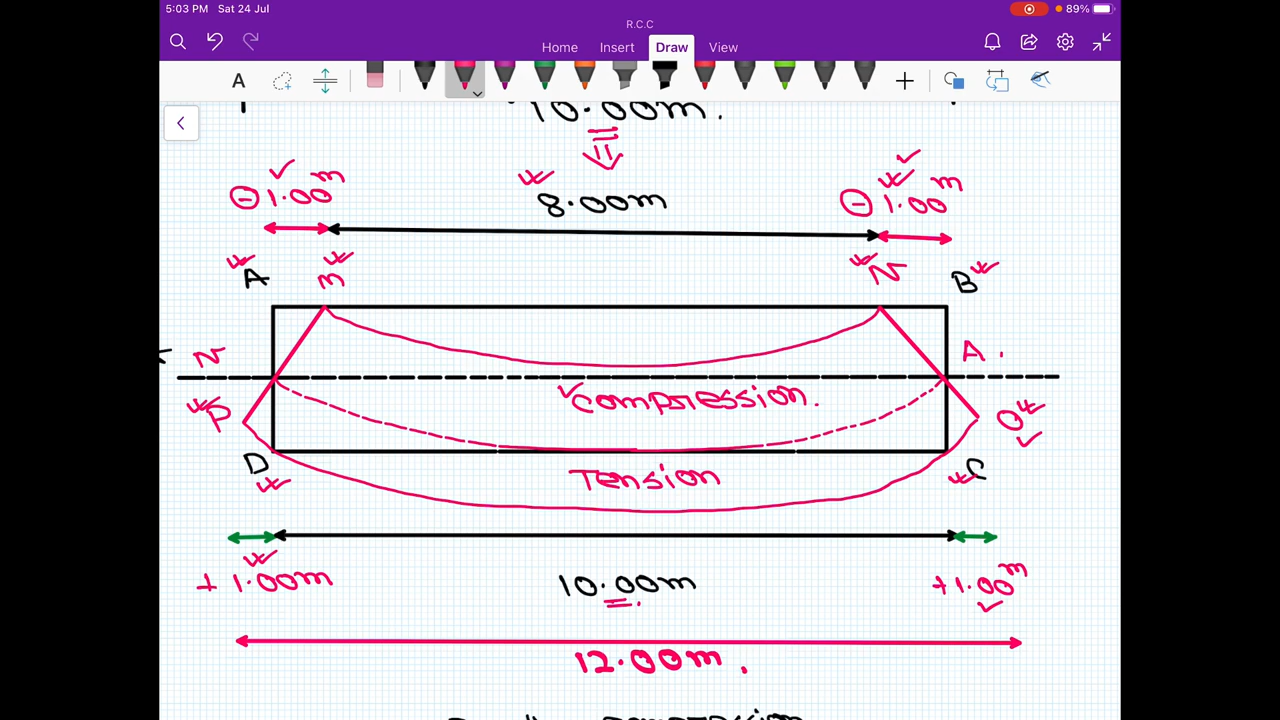 5:03 PM Sat 24 Jul 89%
R.C.C
Home Insert Draw View
A
10.00m.
⊖ 1.00m 8.00m ⊖ 1.00m
A m N B
N A.
P Compression. O
D Tension C
+ 1.00m 10.00m +1.00m
12.00m.